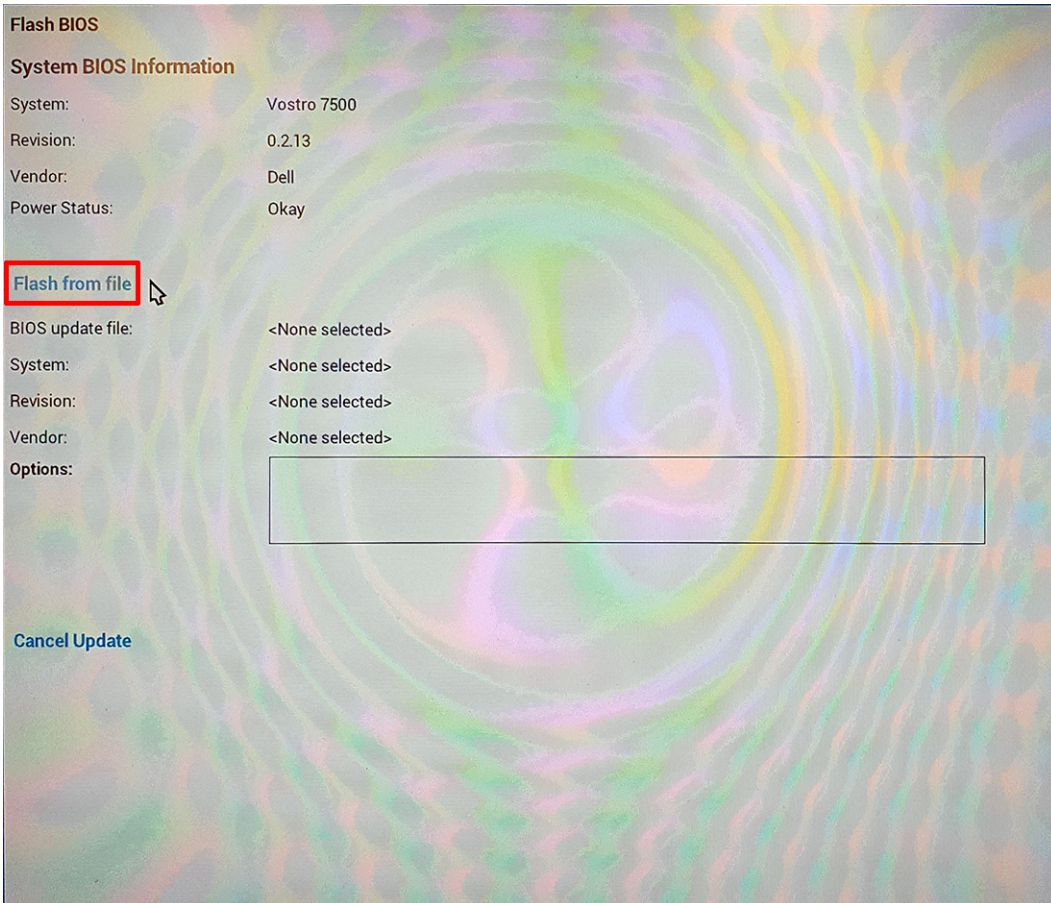 Flash BIOS
System BIOS Information
System: Vostro 7500
Revision: 0.2.13
Vendor: Dell
Power Status: Okay
Flash from file
BIOS update file: <None selected>
System: <None selected>
Revision: <None selected>
Vendor: <None selected>
Options:
Cancel Update